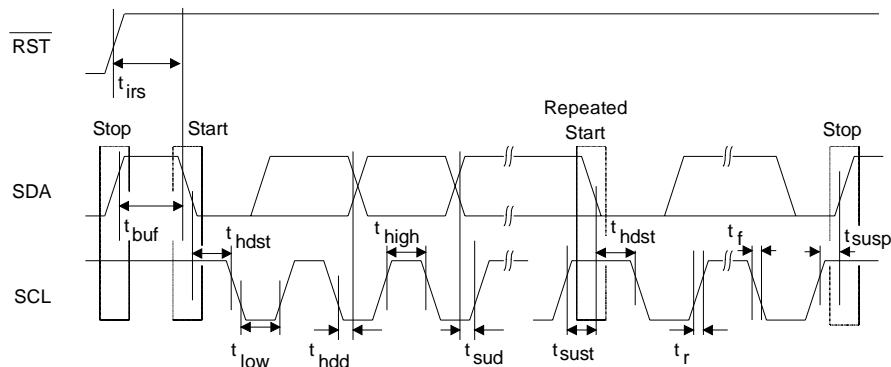 RST
t irs
Repeated
Stop Start Start Stop
SDA
t buf t hdst t high t hdst t f t susp
SCL
t low t hdd t sud t sust t r